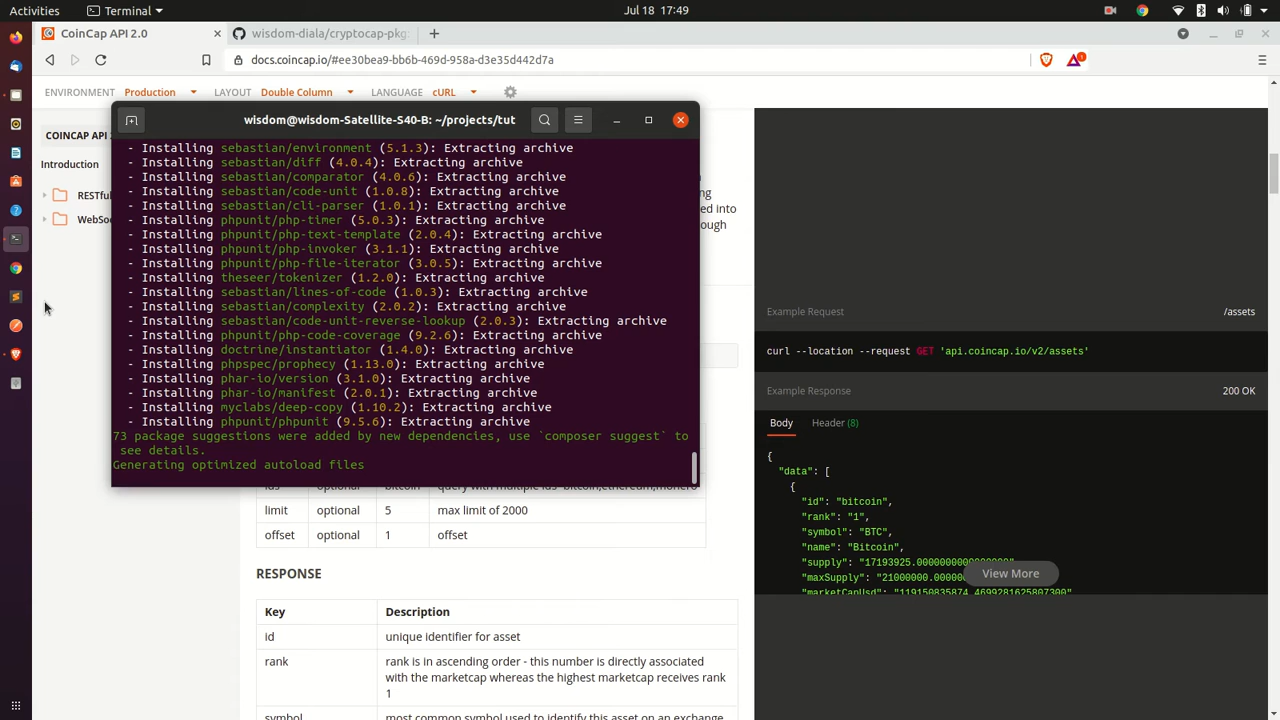 Activities
Terminal
Jul 18 17:49
CoinCap API 2.0
wisdom-diala/cryptocap-pkg
docs.coincap.io/#ee30bea9-bb6b-469d-958a-d3e35d442d7a
1
ENVIRONMENT Production LAYOUT Double Column LANGUAGE cURL
COINCAP API
Introduction
RESTfu
WebSo
wisdom@wisdom-Satellite-S40-B: ~/projects/tut
- Installing sebastian/environment (5.1.3): Extracting archive
- Installing sebastian/diff (4.0.4): Extracting archive
- Installing sebastian/comparator (4.0.6): Extracting archive
- Installing sebastian/code-unit (1.0.8): Extracting archive
- Installing sebastian/cli-parser (1.0.1): Extracting archive
- Installing phpunit/php-timer (5.0.3): Extracting archive
- Installing phpunit/php-text-template (2.0.4): Extracting archive
- Installing phpunit/php-invoker (3.1.1): Extracting archive
- Installing phpunit/php-file-iterator (3.0.5): Extracting archive
- Installing theseer/tokenizer (1.2.0): Extracting archive
- Installing sebastian/lines-of-code (1.0.3): Extracting archive
- Installing sebastian/complexity (2.0.2): Extracting archive
- Installing sebastian/code-unit-reverse-lookup (2.0.3): Extracting archive
- Installing phpunit/php-code-coverage (9.2.6): Extracting archive
- Installing doctrine/instantiator (1.4.0): Extracting archive
- Installing phpspec/prophecy (1.13.0): Extracting archive
- Installing phar-io/version (3.1.0): Extracting archive
- Installing phar-io/manifest (2.0.1): Extracting archive
- Installing myclabs/deep-copy (1.10.2): Extracting archive
- Installing phpunit/phpunit (9.5.6): Extracting archive
73 package suggestions were added by new dependencies, use `composer suggest` to
see details.
Generating optimized autoload files
ng
ed into
ough
limit optional 5 max limit of 2000
offset optional 1 offset
RESPONSE
Key Description
id unique identifier for asset
rank rank is in ascending order - this number is directly associated
with the marketcap whereas the highest marketcap receives rank
1
symbol most common symbol used to identify this asset on an exchange
Example Request /assets
curl --location --request GET 'api.coincap.io/v2/assets'
Example Response 200 OK
Body Header (8)
{
"data": [
{
"id": "bitcoin",
"rank": "1",
"symbol": "BTC",
"name": "Bitcoin",
"supply": "17193925.0000000000000000",
"maxSupply": "21000000.00000
"marketCapUsd": "119150835874.4699281625807300"
View More